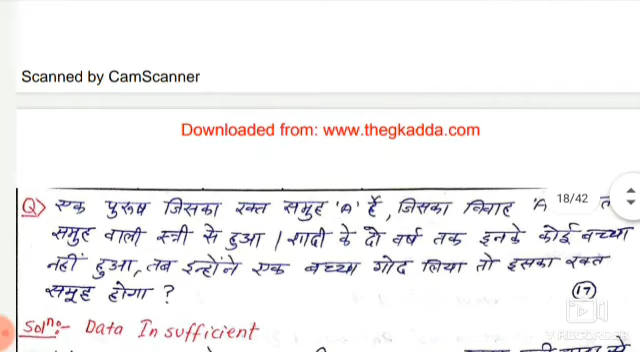 Scanned by CamScanner
Downloaded from: www.thegkadda.com
Q> एक पुरुष जिसका रक्त समुह 'A' है, जिसका विवाह 'A 18/42
समुह वाली स्त्री से हुआ / शादी के दो वर्ष तक इनके कोई बच्चा
नहीं हुआ, तब इन्होंने एक बच्चा गोद लिया तो इसका रक्त
समूह होगा ?
17
Solⁿ:- Data Insufficient